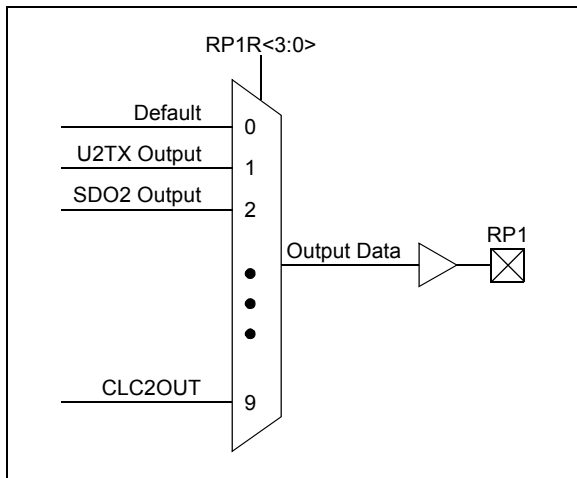 RP1R<3:0>
Default
0
U2TX Output
1
SDO2 Output
2
Output Data
RP1
CLC2OUT
9